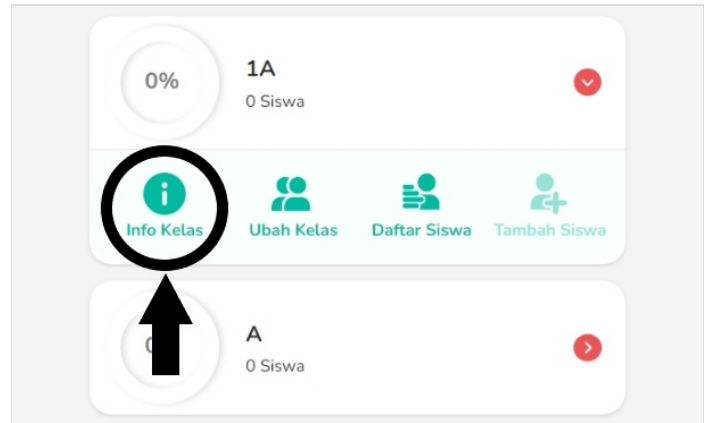 0%
1A
0 Siswa
Info Kelas
Ubah Kelas
Daftar Siswa
Tambah Siswa
A
0 Siswa